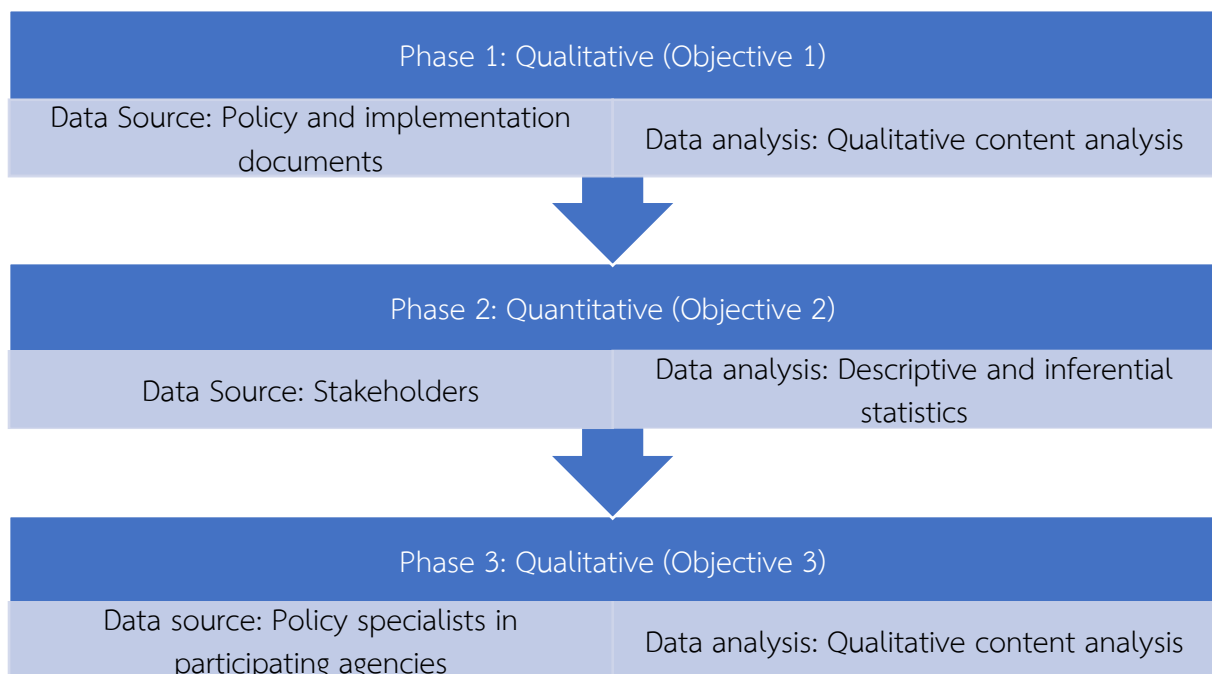 Phase 1: Qualitative (Objective 1)
Data Source: Policy and implementation
documents
Data analysis: Qualitative content analysis
Phase 2: Quantitative (Objective 2)
Data Source: Stakeholders
Data analysis: Descriptive and inferential
statistics
Phase 3: Qualitative (Objective 3)
Data source: Policy specialists in
participating agencies
Data analysis: Qualitative content analysis